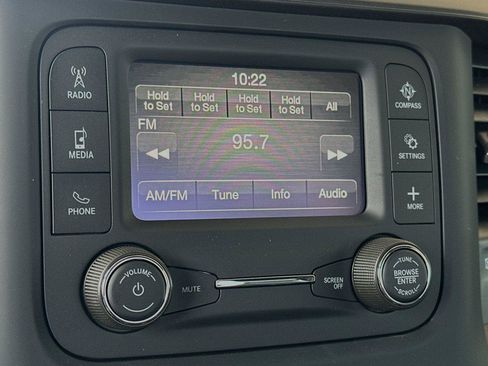 10:22
Hold to Set
Hold to Set
Hold to Set
Hold to Set
All
FM
95.7
AM/FM
Tune
Info
Audio
RADIO
MEDIA
PHONE
N
COMPASS
SETTINGS
+
MORE
VOLUME
MUTE
SCREEN
OFF
TUNE
BROWSE
ENTER
SCROLL